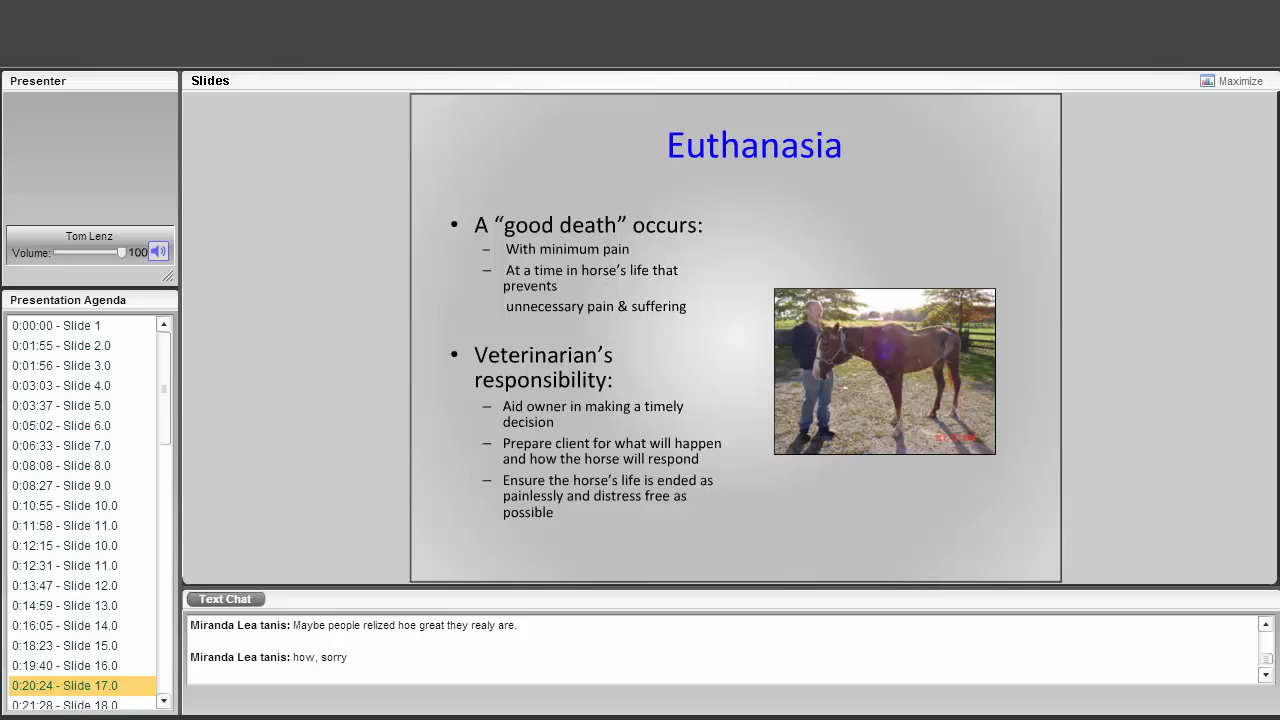 Presenter
Slides
Maximize
Tom Lenz
Volume: 100
Presentation Agenda
0:00:00 - Slide 1
0:01:55 - Slide 2.0
0:01:56 - Slide 3.0
0:03:03 - Slide 4.0
0:03:37 - Slide 5.0
0:05:02 - Slide 6.0
0:06:33 - Slide 7.0
0:08:08 - Slide 8.0
0:08:27 - Slide 9.0
0:10:55 - Slide 10.0
0:11:58 - Slide 11.0
0:12:15 - Slide 10.0
0:12:31 - Slide 11.0
0:13:47 - Slide 12.0
0:14:59 - Slide 13.0
0:16:05 - Slide 14.0
0:18:23 - Slide 15.0
0:19:40 - Slide 16.0
0:20:24 - Slide 17.0
0:21:28 - Slide 18.0
Euthanasia
• A “good death” occurs:
– With minimum pain
– At a time in horse’s life that
prevents
unnecessary pain & suffering
• Veterinarian’s
responsibility:
– Aid owner in making a timely
decision
– Prepare client for what will happen
and how the horse will respond
– Ensure the horse’s life is ended as
painlessly and distress free as
possible
Text Chat
Miranda Lea tanis: Maybe people relized hoe great they realy are.
Miranda Lea tanis: how, sorry